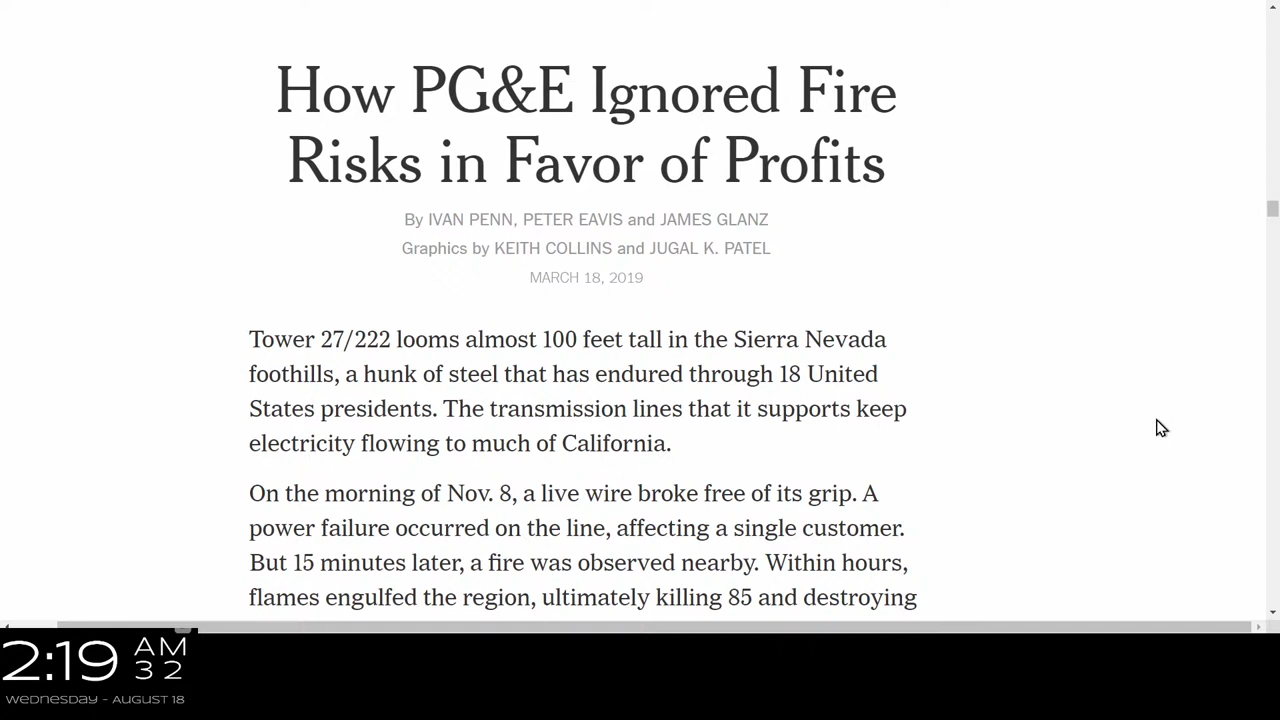 How PG&E Ignored Fire
Risks in Favor of Profits
By IVAN PENN, PETER EAVIS and JAMES GLANZ
Graphics by KEITH COLLINS and JUGAL K. PATEL
MARCH 18, 2019
Tower 27/222 looms almost 100 feet tall in the Sierra Nevada
foothills, a hunk of steel that has endured through 18 United
States presidents. The transmission lines that it supports keep
electricity flowing to much of California.
On the morning of Nov. 8, a live wire broke free of its grip. A
power failure occurred on the line, affecting a single customer.
But 15 minutes later, a fire was observed nearby. Within hours,
flames engulfed the region, ultimately killing 85 and destroying
2:19 AM
32
WEDNESDAY - AUGUST 18